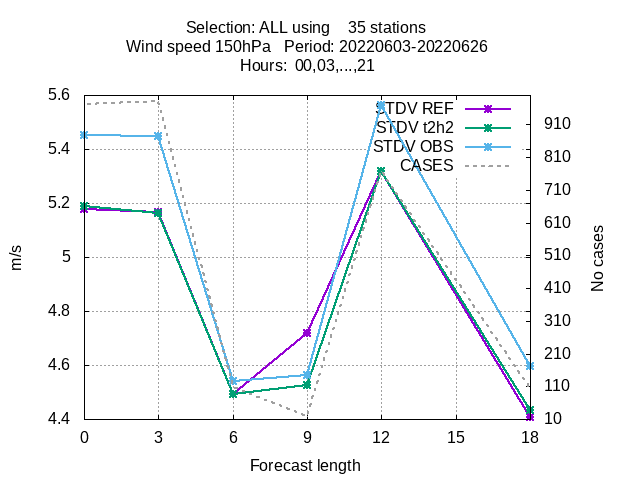 Selection: ALL using    35 stations
Wind speed 150hPa   Period: 20220603-20220626
Hours:  00,03,...,21
STDV REF
STDV t2h2
STDV OBS
CASES
5.6
5.4
5.2
5
4.8
4.6
4.4
910
810
710
610
510
410
310
210
110
10
m/s
No cases
0 3 6 9 12 15 18
Forecast length